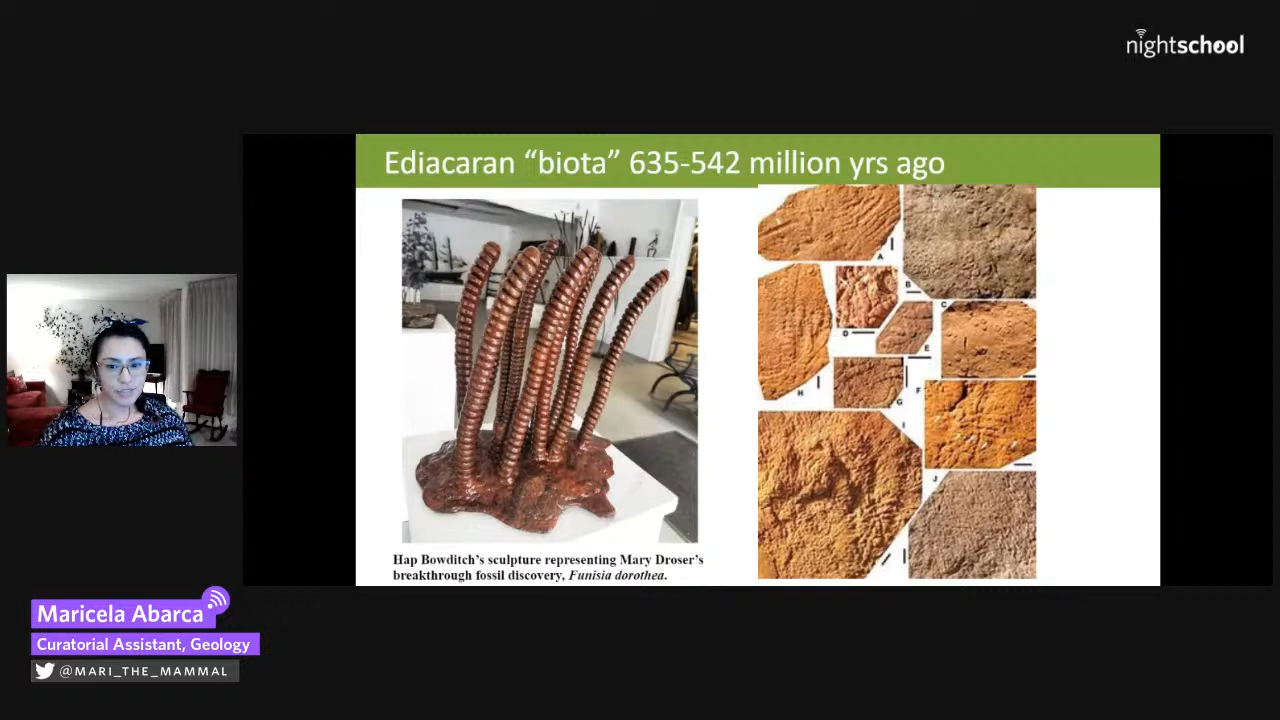 nightschool
Ediacaran “biota” 635-542 million yrs ago
A
B
C
D
E
F
G
H
I
J
Hap Bowditch’s sculpture representing Mary Droser’s
breakthrough fossil discovery, Funisia dorothea.
Maricela Abarca
Curatorial Assistant, Geology
@MARI_THE_MAMMAL